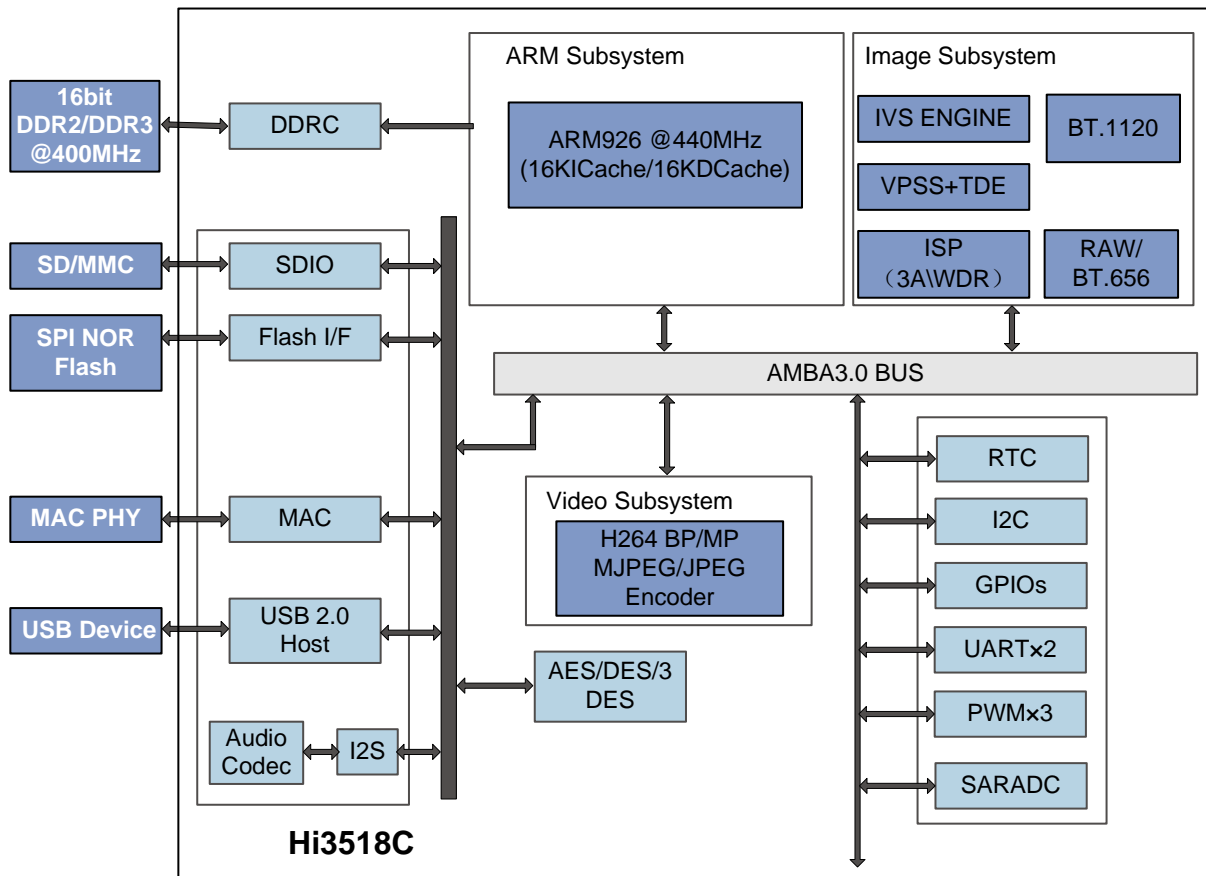 ARM Subsystem
Image Subsystem
16bit
DDR2/DDR3
@400MHz
DDRC
ARM926 @440MHz
(16KICache/16KDCache)
IVS ENGINE
BT.1120
VPSS+TDE
ISP
（3A\WDR）
RAW/
BT.656
SD/MMC
SDIO
SPI NOR
Flash
Flash I/F
AMBA3.0 BUS
MAC PHY
MAC
Video Subsystem
H264 BP/MP
MJPEG/JPEG
Encoder
RTC
I2C
GPIOs
UART×2
PWM×3
SARADC
USB Device
USB 2.0
Host
AES/DES/3
DES
Audio
Codec
I2S
Hi3518C